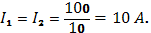 I₁ = I₂ = 100/10 = 10 A.